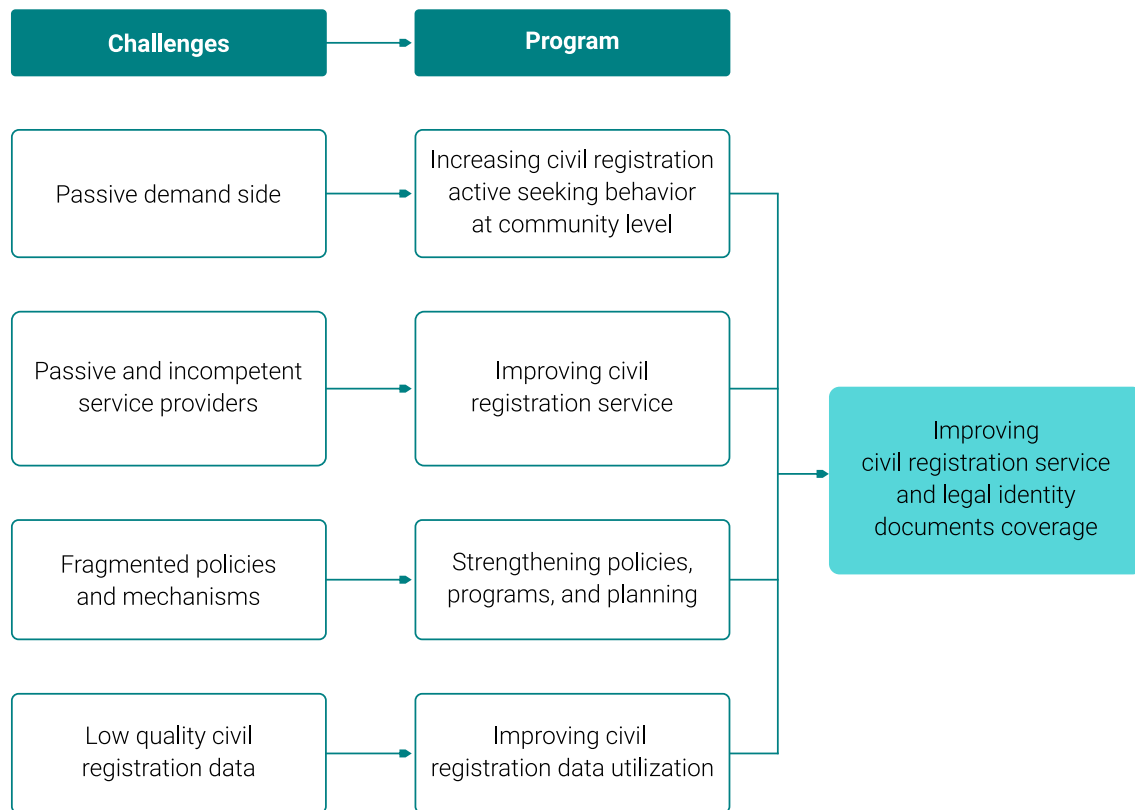 Challenges
Program
Passive demand side
Increasing civil registration
active seeking behavior
at community level
Passive and incompetent
service providers
Improving civil
registration service
Fragmented policies
and mechanisms
Strengthening policies,
programs, and planning
Low quality civil
registration data
Improving civil
registration data utilization
Improving
civil registration service
and legal identity
documents coverage